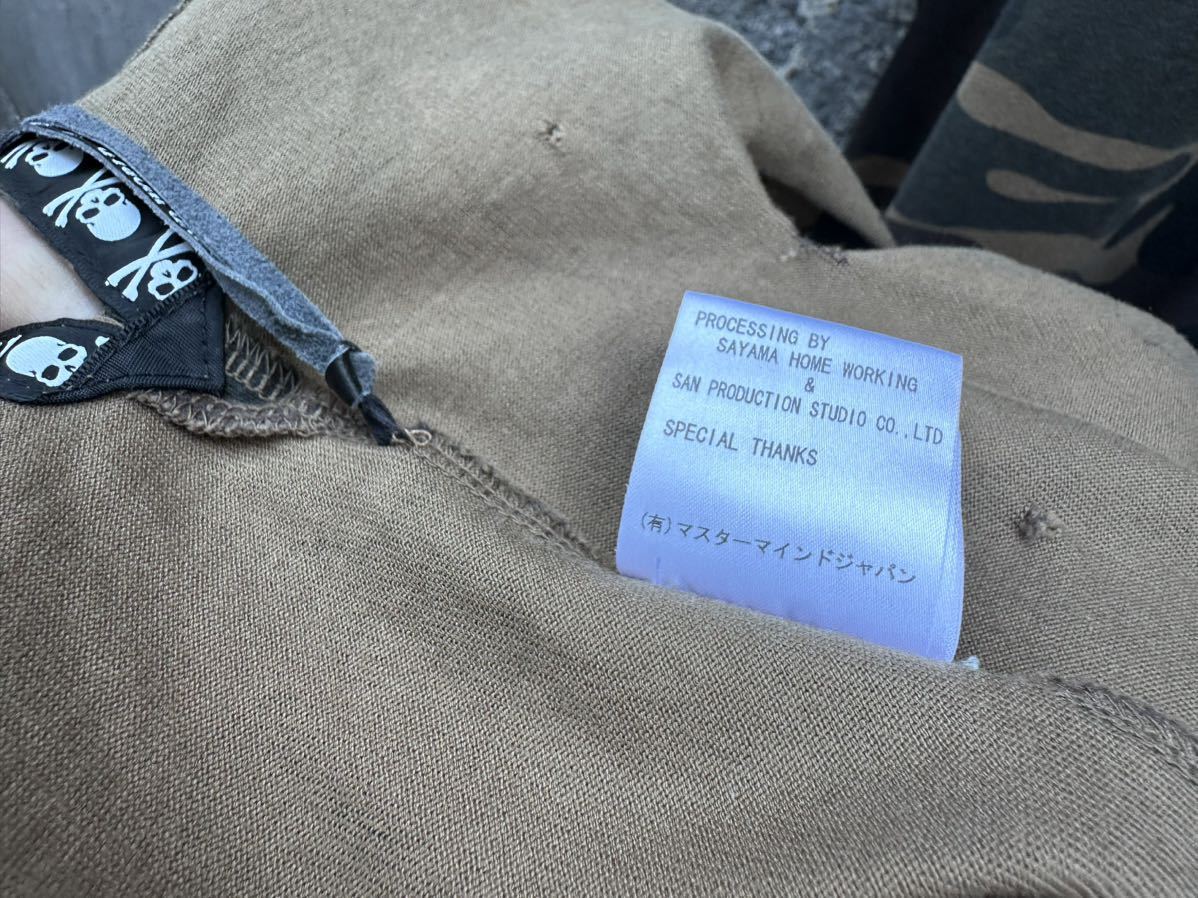 PROCESSING BY
SAYAMA HOME WORKING
&
SAN PRODUCTION STUDIO CO.,LTD
SPECIAL THANKS
(有)マスターマインドジャパン